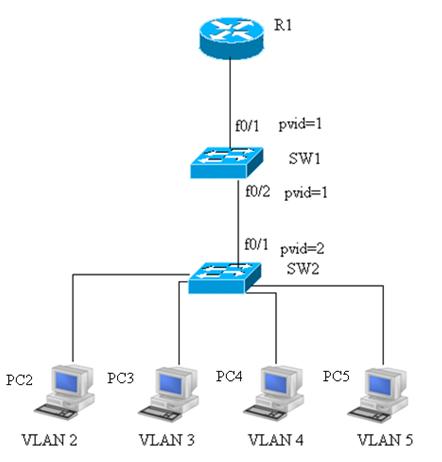 R1
f0/1 pvid=1
SW1
f0/2 pvid=1
f0/1 pvid=2
SW2
PC2 PC3 PC4 PC5
VLAN 2 VLAN 3 VLAN 4 VLAN 5